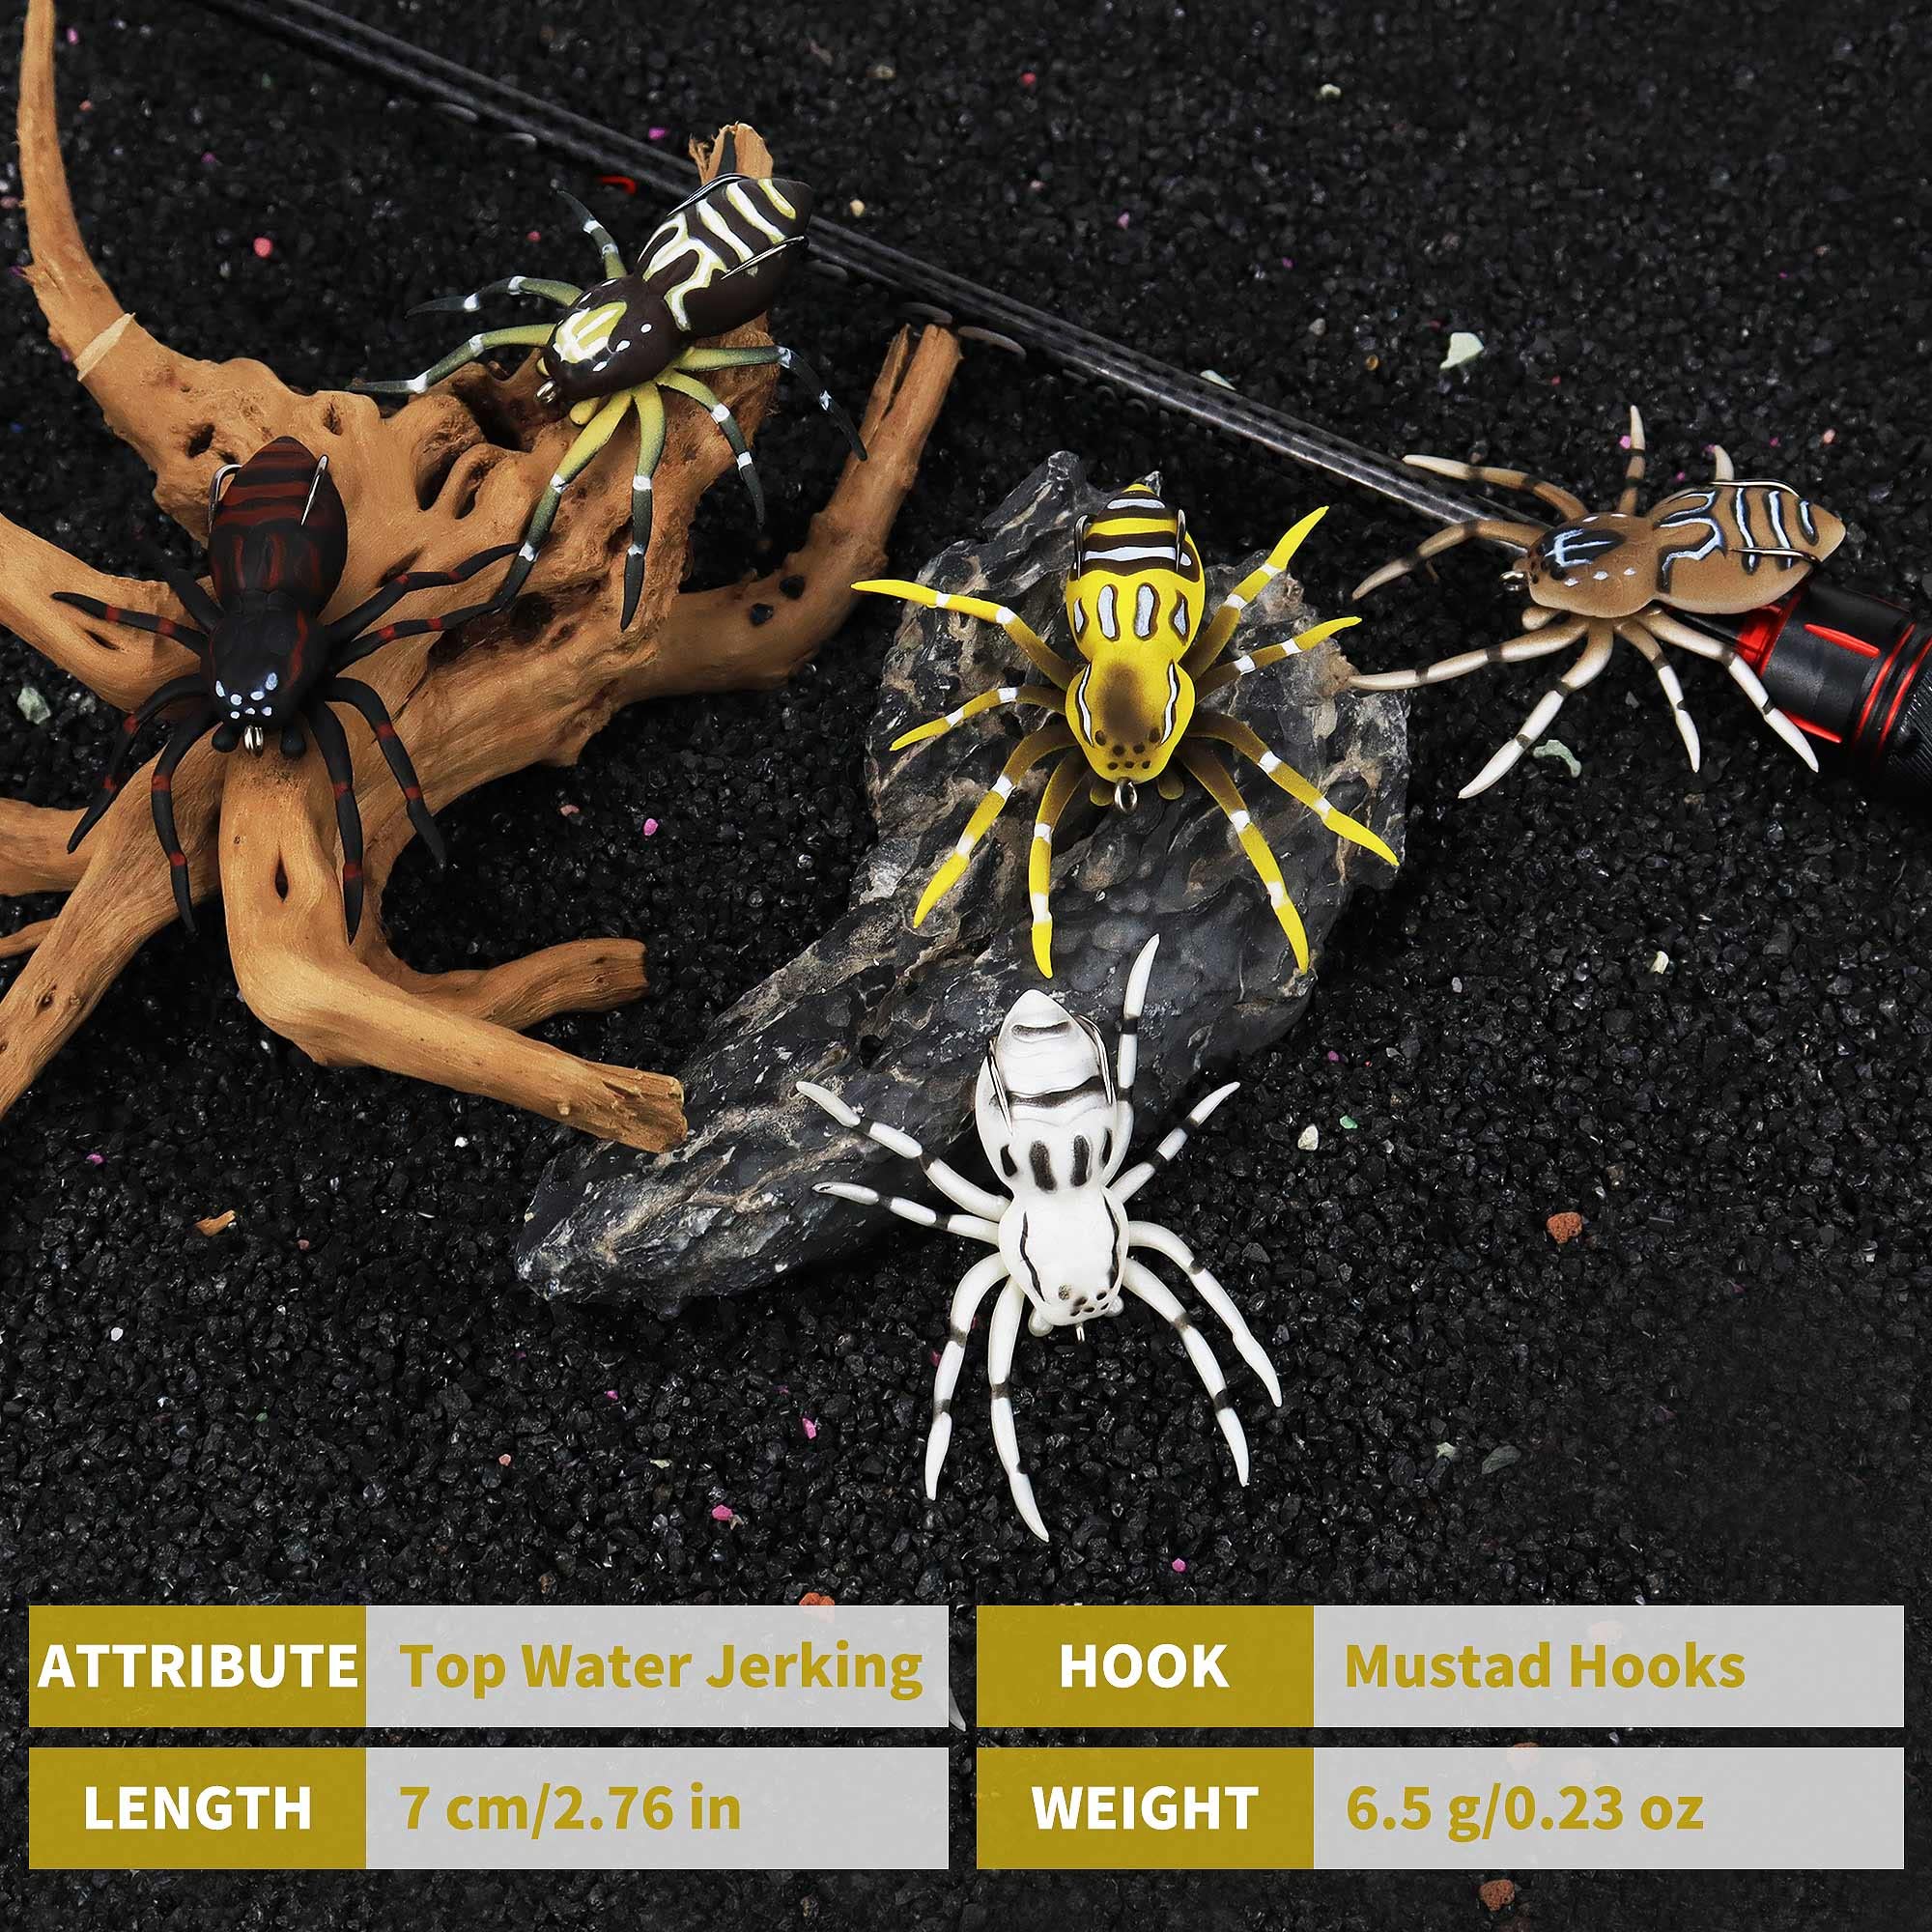 ATTRIBUTE Top Water Jerking
HOOK Mustad Hooks
LENGTH 7 cm/2.76 in
WEIGHT 6.5 g/0.23 oz